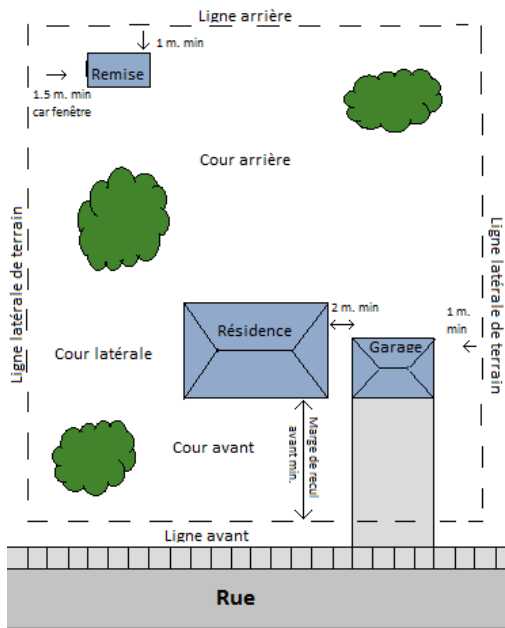 Ligne arrière
1 m. min
Remise
1.5 m. min
car fenêtre
Cour arrière
Ligne latérale de terrain
Ligne latérale de terrain
2 m. min
1 m.
min
Résidence
Garage
Cour latérale
Marge de recul
avant min.
Cour avant
Ligne avant
Rue